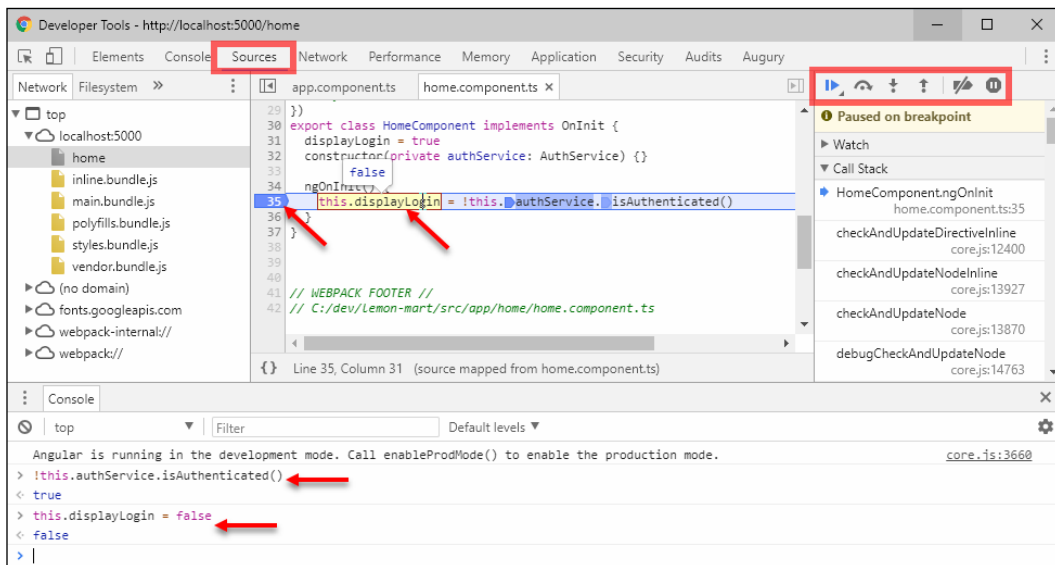 Developer Tools - http://localhost:5000/home
Elements Console Sources Network Performance Memory Application Security Audits Augury
Network Filesystem »
top
localhost:5000
home
inline.bundle.js
main.bundle.js
polyfills.bundle.js
styles.bundle.js
vendor.bundle.js
(no domain)
fonts.googleapis.com
webpack-internal://
webpack://
app.component.ts home.component.ts ×
29 })
30 export class HomeComponent implements OnInit {
31 displayLogin = true
32 constructor(private authService: AuthService) {}
33
false
34 ngOnInit()
35 this.displayLogin = !this.authService.isAuthenticated()
36 }
37 }
38
39
40
41 // WEBPACK FOOTER //
42 // C:/dev/lemon-mart/src/app/home/home.component.ts
{} Line 35, Column 31 (source mapped from home.component.ts)
Paused on breakpoint
Watch
Call Stack
HomeComponent.ngOnInit
home.component.ts:35
checkAndUpdateDirectiveInline
core.js:12400
checkAndUpdateNodeInline
core.js:13927
checkAndUpdateNode
core.js:13870
debugCheckAndUpdateNode
core.js:14763
Console
top Filter Default levels
Angular is running in the development mode. Call enableProdMode() to enable the production mode. core.js:3660
> !this.authService.isAuthenticated()
true
> this.displayLogin = false
false
>